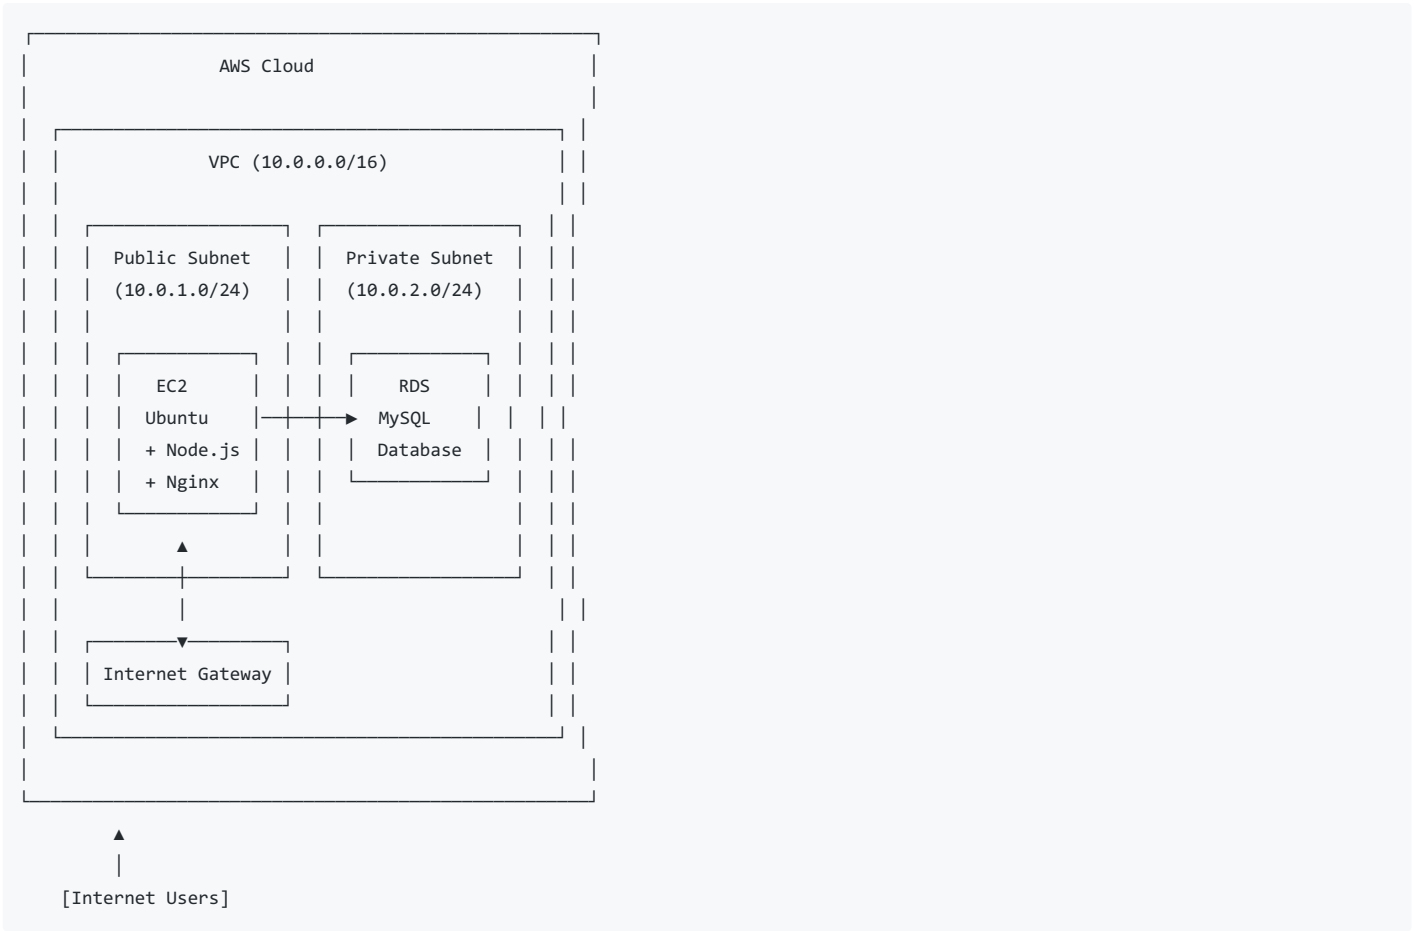 AWS Cloud
VPC (10.0.0.0/16)
Public Subnet Private Subnet
(10.0.1.0/24) (10.0.2.0/24)
EC2 RDS
Ubuntu MySQL
+ Node.js Database
+ Nginx
Internet Gateway
[Internet Users]